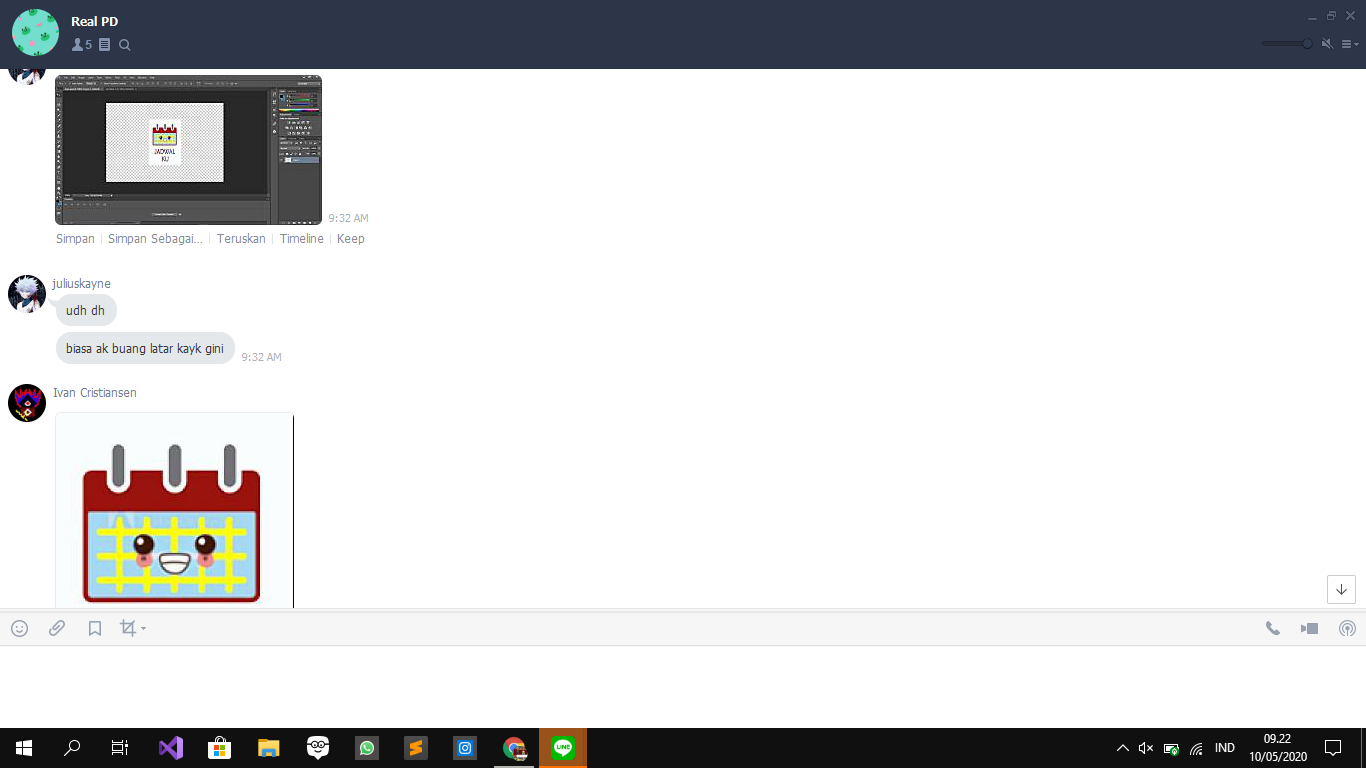 Real PD
5
JADWAL
KU
9:32 AM
Simpan
Simpan Sebagai...
Teruskan
Timeline
Keep
juliuskayne
udh dh
biasa ak buang latar kayk gini
9:32 AM
Ivan Cristiansen
LINE
IND
09.22
10/05/2020